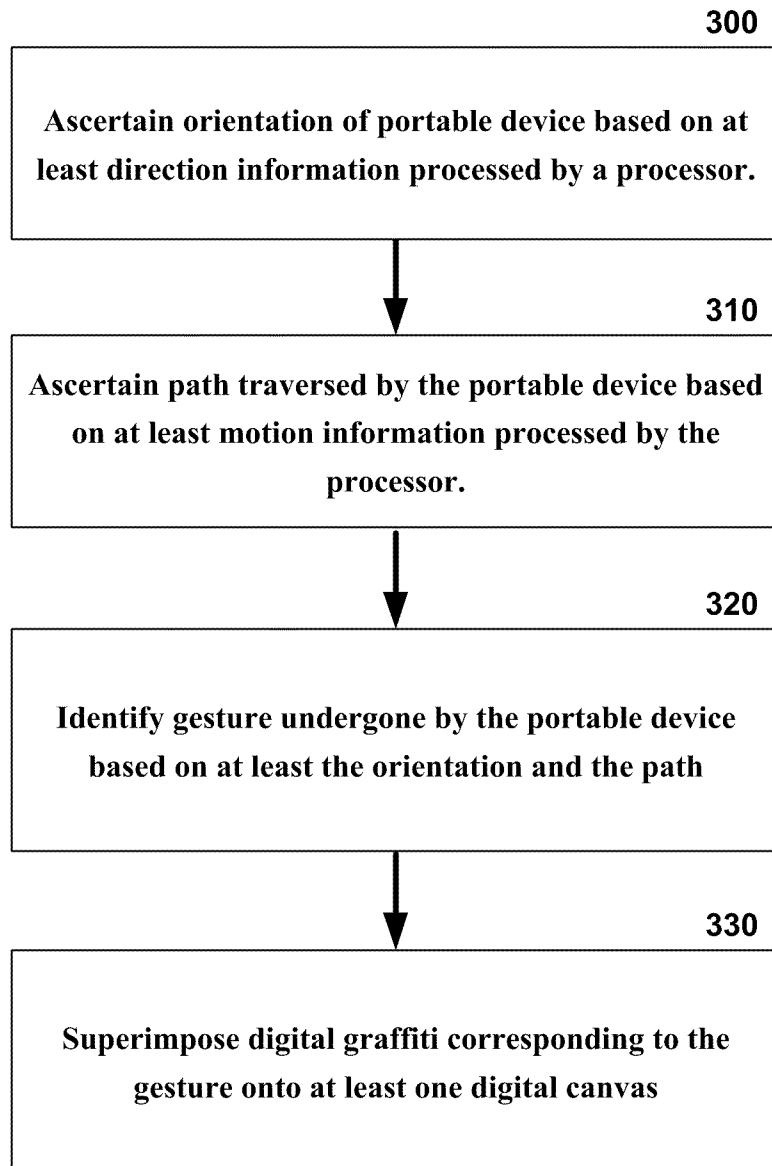 300
Ascertain orientation of portable device based on at
least direction information processed by a processor.
310
Ascertain path traversed by the portable device based
on at least motion information processed by the
processor.
320
Identify gesture undergone by the portable device
based on at least the orientation and the path
330
Superimpose digital graffiti corresponding to the
gesture onto at least one digital canvas